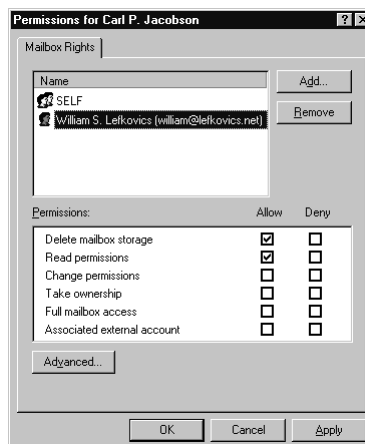 Permissions for Carl P. Jacobson
Mailbox Rights
Name
SELF
William S. Lefkovics (william@lefkovics.net)
Add...
Remove
Permissions: Allow Deny
Delete mailbox storage
Read permissions
Change permissions
Take ownership
Full mailbox access
Associated external account
Advanced...
OK Cancel Apply